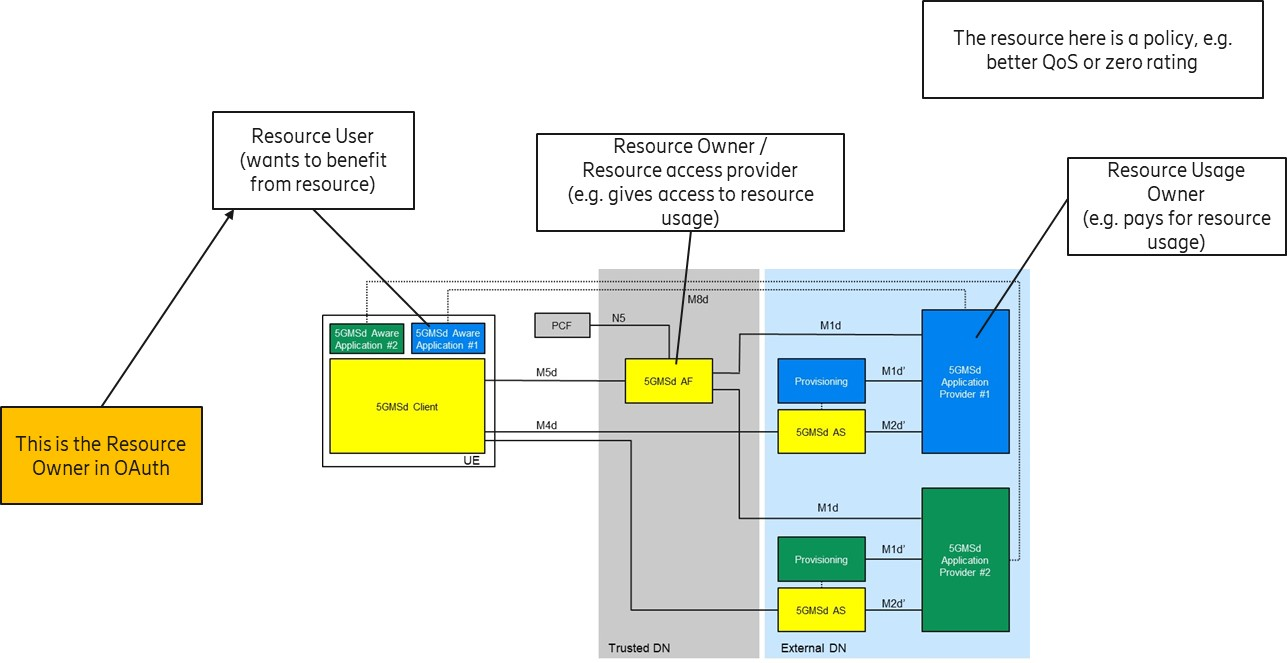 The resource here is a policy, e.g.
better QoS or zero rating
Resource User
(wants to benefit
from resource)
Resource Owner /
Resource access provider
(e.g. gives access to resource
usage)
Resource Usage
Owner
(e.g. pays for resource
usage)
This is the Resource
Owner in OAuth
M8d
PCF
N5
5GMSd Aware
Application #2
5GMSd Aware
Application #1
5GMSd Client
UE
M5d
M4d
5GMSd AF
M1d
Provisioning
M1d’
5GMSd AS
M2d’
5GMSd
Application
Provider #1
M1d
Provisioning
M1d’
5GMSd AS
M2d’
5GMSd
Application
Provider #2
Trusted DN
External DN